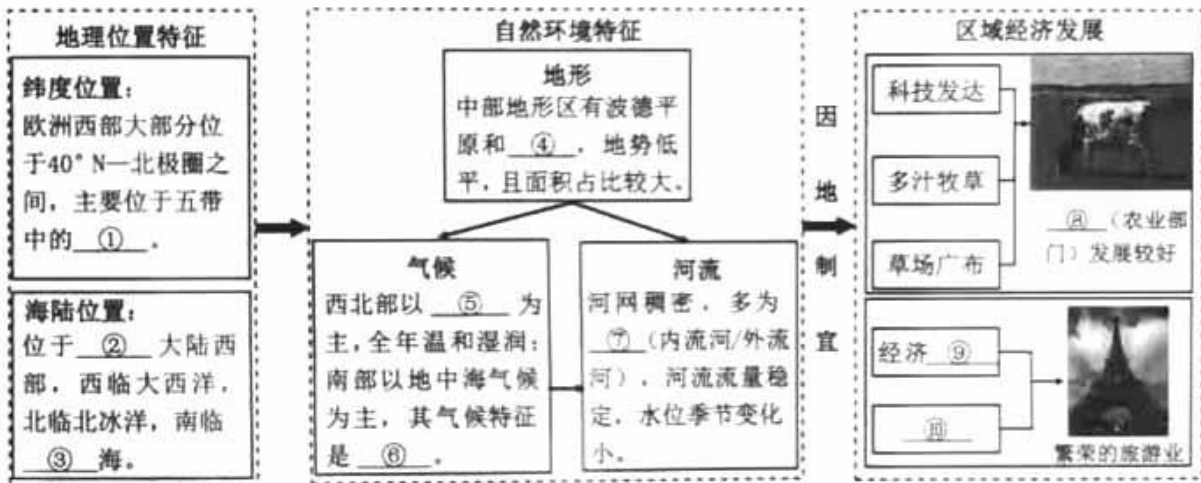 地理位置特征
纬度位置：
欧洲西部大部分位
于40°N—北极圈之
间，主要位于五带
中的 ① 。
海陆位置：
位于 ② 大陆西
部，西临大西洋，
北临北冰洋，南临
③ 海。
自然环境特征
地形
中部地形区有波德平
原和 ④ ，地势低
平，且面积占比较大。
气候
西北部以 ⑤ 为
主，全年温和湿润；
南部以地中海气候
为主，其气候特征
是 ⑥ 。
河流
河网稠密，多为
⑦ （内流河/外流
河），河流流量稳
定，水位季节变化
小。
因
地
制
宜
区域经济发展
科技发达
多汁牧草
草场广布
⑧ （农业部
门）发展较好
经济 ⑨
⑩
繁荣的旅游业